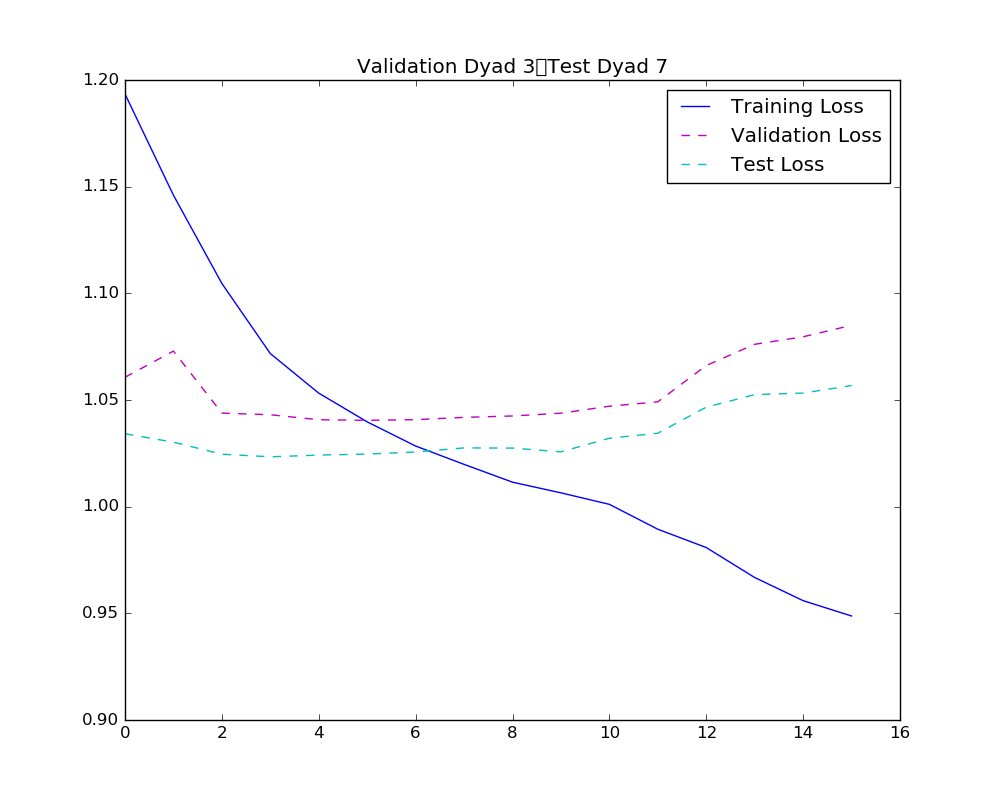 Validation Dyad 3▯Test Dyad 7
1.20
1.15
1.10
1.05
1.00
0.95
0.90
0 2 4 6 8 10 12 14 16
Training Loss
Validation Loss
Test Loss